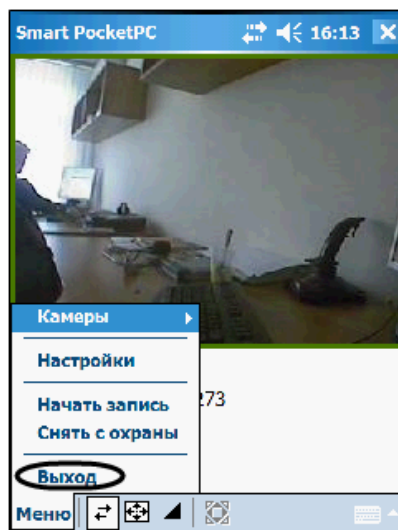 Smart PocketPC 16:13
Камеры
Настройки
273
Начать запись
Снять с охраны
Выход
Меню